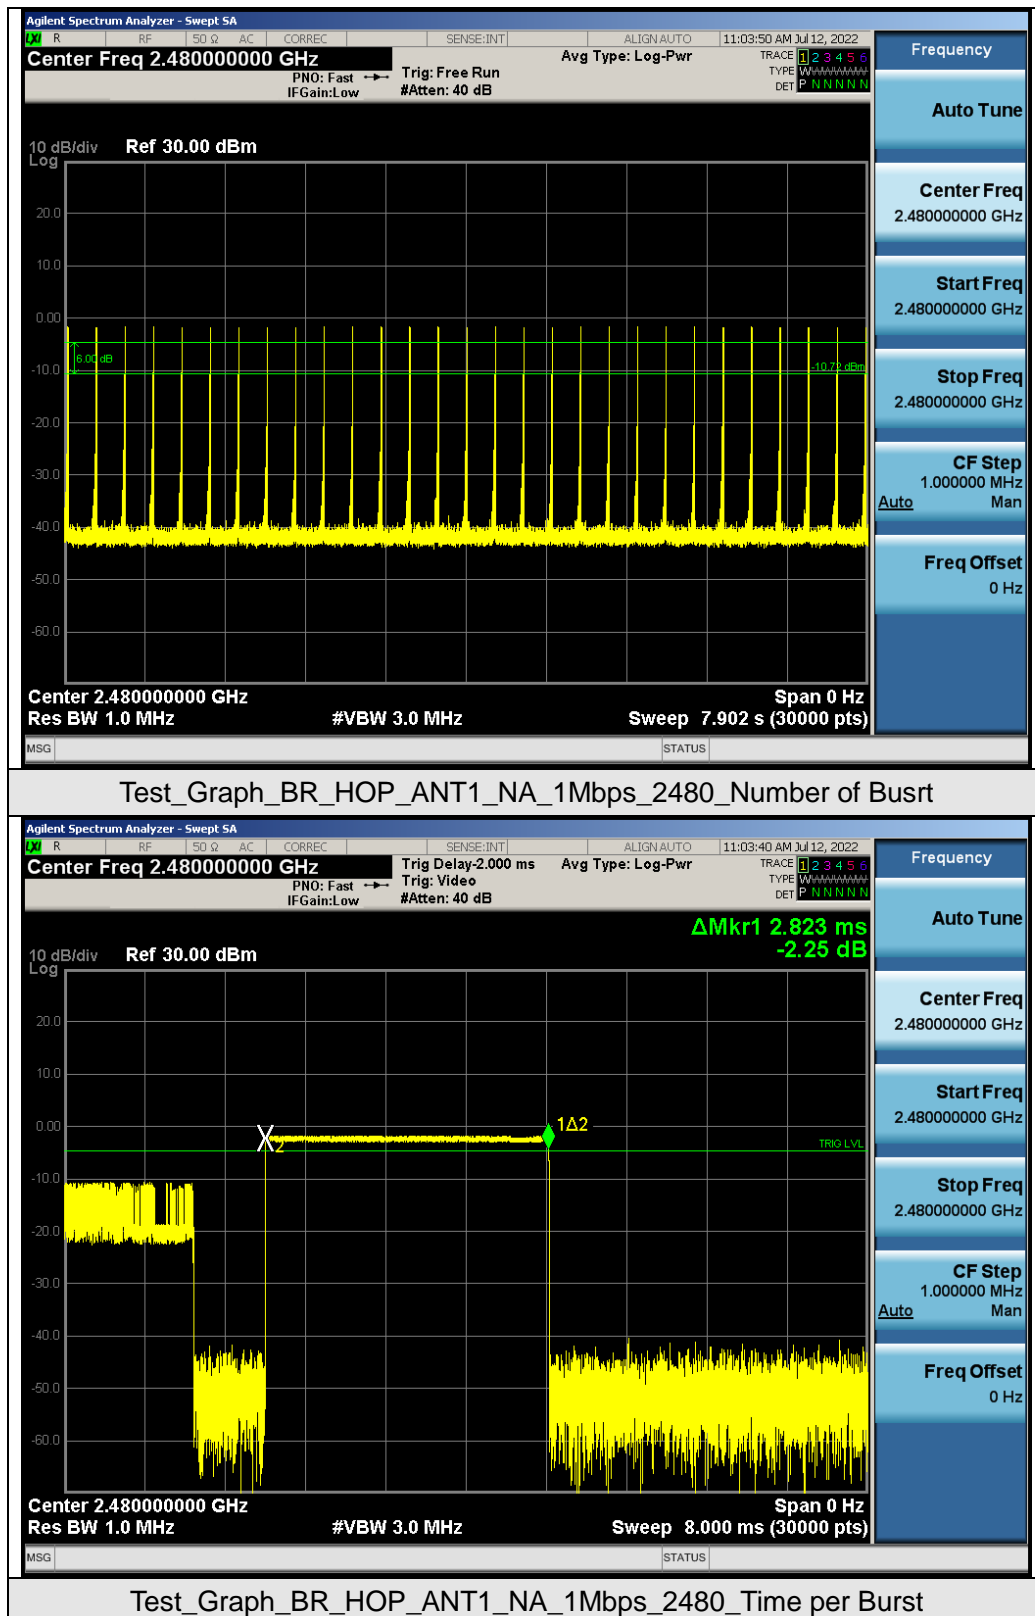 Agilent Spectrum Analyzer - Swept SA
LXI R RF 50 Ω AC CORREC SENSE:INT ALIGN AUTO 11:03:50 AM Jul 12, 2022
Center Freq 2.480000000 GHz
PNO: Fast
IFGain:Low
Trig: Free Run
#Atten: 40 dB
Avg Type: Log-Pwr
TRACE 1 2 3 4 5 6
TYPE W
DET P N N N N N
10 dB/div Ref 30.00 dBm
Log
20.0
10.0
0.00
6.00 dB
-10.0
-10.72 dBm
-20.0
-30.0
-40.0
-50.0
-60.0
Center 2.480000000 GHz Span 0 Hz
Res BW 1.0 MHz #VBW 3.0 MHz Sweep 7.902 s (30000 pts)
MSG STATUS
Frequency
Auto Tune
Center Freq
2.480000000 GHz
Start Freq
2.480000000 GHz
Stop Freq
2.480000000 GHz
CF Step
1.000000 MHz
Auto Man
Freq Offset
0 Hz
Test_Graph_BR_HOP_ANT1_NA_1Mbps_2480_Number of Busrt
Agilent Spectrum Analyzer - Swept SA
LXI R RF 50 Ω AC CORREC SENSE:INT ALIGN AUTO 11:03:40 AM Jul 12, 2022
Center Freq 2.480000000 GHz
PNO: Fast
IFGain:Low
Trig Delay-2.000 ms
Trig: Video
#Atten: 40 dB
Avg Type: Log-Pwr
TRACE 1 2 3 4 5 6
TYPE W
DET P N N N N N
ΔMkr1 2.823 ms
-2.25 dB
10 dB/div Ref 30.00 dBm
Log
20.0
10.0
0.00
1Δ2
X
2
TRIG LVL
-10.0
-20.0
-30.0
-40.0
-50.0
-60.0
Center 2.480000000 GHz Span 0 Hz
Res BW 1.0 MHz #VBW 3.0 MHz Sweep 8.000 ms (30000 pts)
MSG STATUS
Frequency
Auto Tune
Center Freq
2.480000000 GHz
Start Freq
2.480000000 GHz
Stop Freq
2.480000000 GHz
CF Step
1.000000 MHz
Auto Man
Freq Offset
0 Hz
Test_Graph_BR_HOP_ANT1_NA_1Mbps_2480_Time per Burst